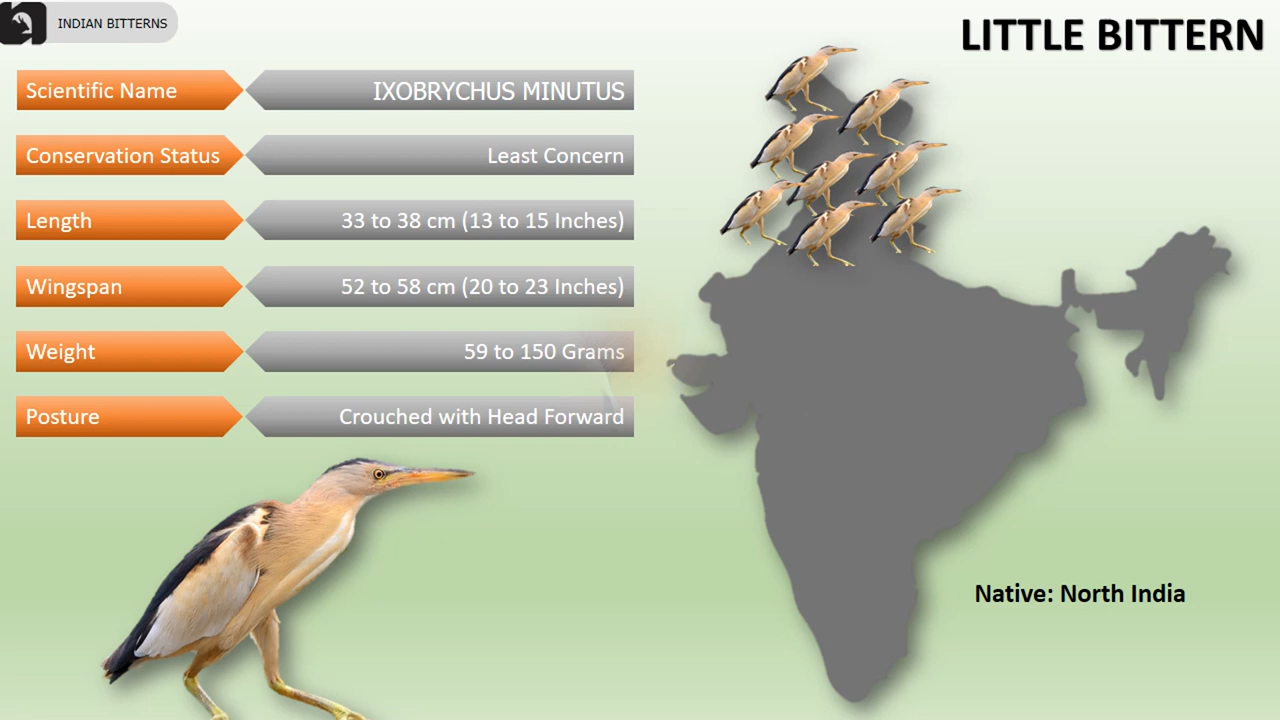 INDIAN BITTERNS
LITTLE BITTERN
Scientific Name
IXOBRYCHUS MINUTUS
Conservation Status
Least Concern
Length
33 to 38 cm (13 to 15 Inches)
Wingspan
52 to 58 cm (20 to 23 Inches)
Weight
59 to 150 Grams
Posture
Crouched with Head Forward
Native: North India